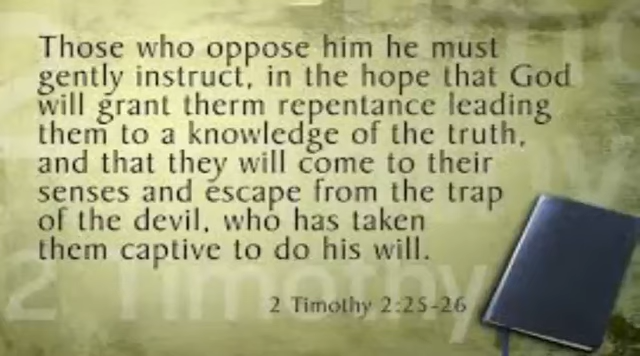 Those who oppose him he must
gently instruct, in the hope that God
will grant therm repentance leading
them to a knowledge of the truth,
and that they will come to their
senses and escape from the trap
of the devil, who has taken
them captive to do his will.
2 Timothy 2:25-26
2 Timothy